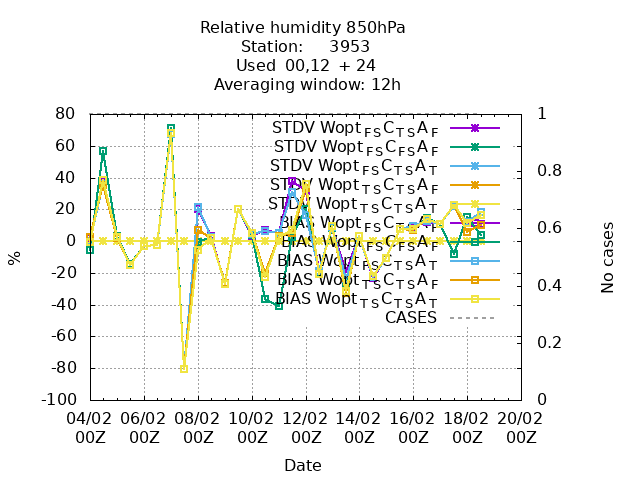 Relative humidity 850hPa
Station: 3953
Used 00,12 + 24
Averaging window: 12h
80 1
STDV Wopt FS C TS A F
60
STDV Wopt FS C FS A F
STDV Wopt FS C TS A T
40 0.8
STDV Wopt TS C TS A F
20
STDV Wopt TS C TS A T
BIAS Wopt FS C TS A F
0.6
0
BIAS Wopt FS C FS A F
% No cases
BIAS Wopt FS C TS A T
-20
BIAS Wopt TS C TS A F
-40 0.4
BIAS Wopt TS C TS A T
CASES
-60 0.2
-80
-100 0
04/02 06/02 08/02 10/02 12/02 14/02 16/02 18/02 20/02
00Z 00Z 00Z 00Z 00Z 00Z 00Z 00Z 00Z
Date